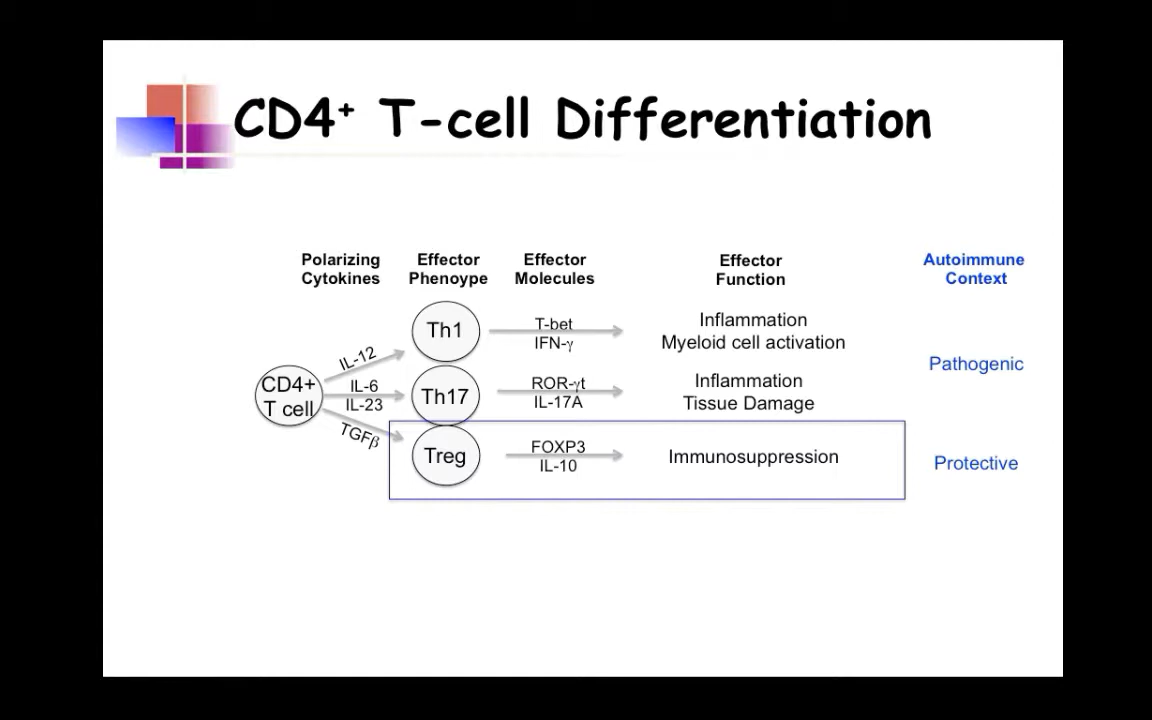 CD4⁺ T-cell Differentiation
Polarizing
Cytokines
Effector
Phenoype
Effector
Molecules
Effector
Function
Autoimmune
Context
CD4+
T cell
IL-12
IL-6
IL-23
TGFβ
Th1
T-bet
IFN-γ
Inflammation
Myeloid cell activation
Pathogenic
Th17
ROR-γt
IL-17A
Inflammation
Tissue Damage
Treg
FOXP3
IL-10
Immunosuppression
Protective